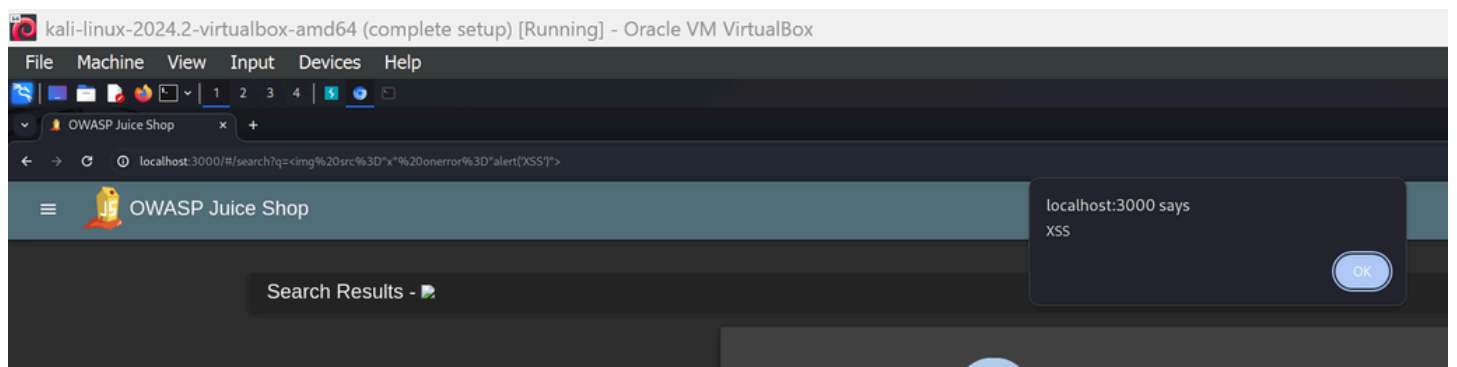 kali-linux-2024.2-virtualbox-amd64 (complete setup) [Running] - Oracle VM VirtualBox
File Machine View Input Devices Help
1 2 3 4
OWASP Juice Shop
localhost:3000/#/search?q=<img%20src%3D"x"%20onerror%3D"alert('XSS')">
JS OWASP Juice Shop
localhost:3000 says
XSS
OK
Search Results -